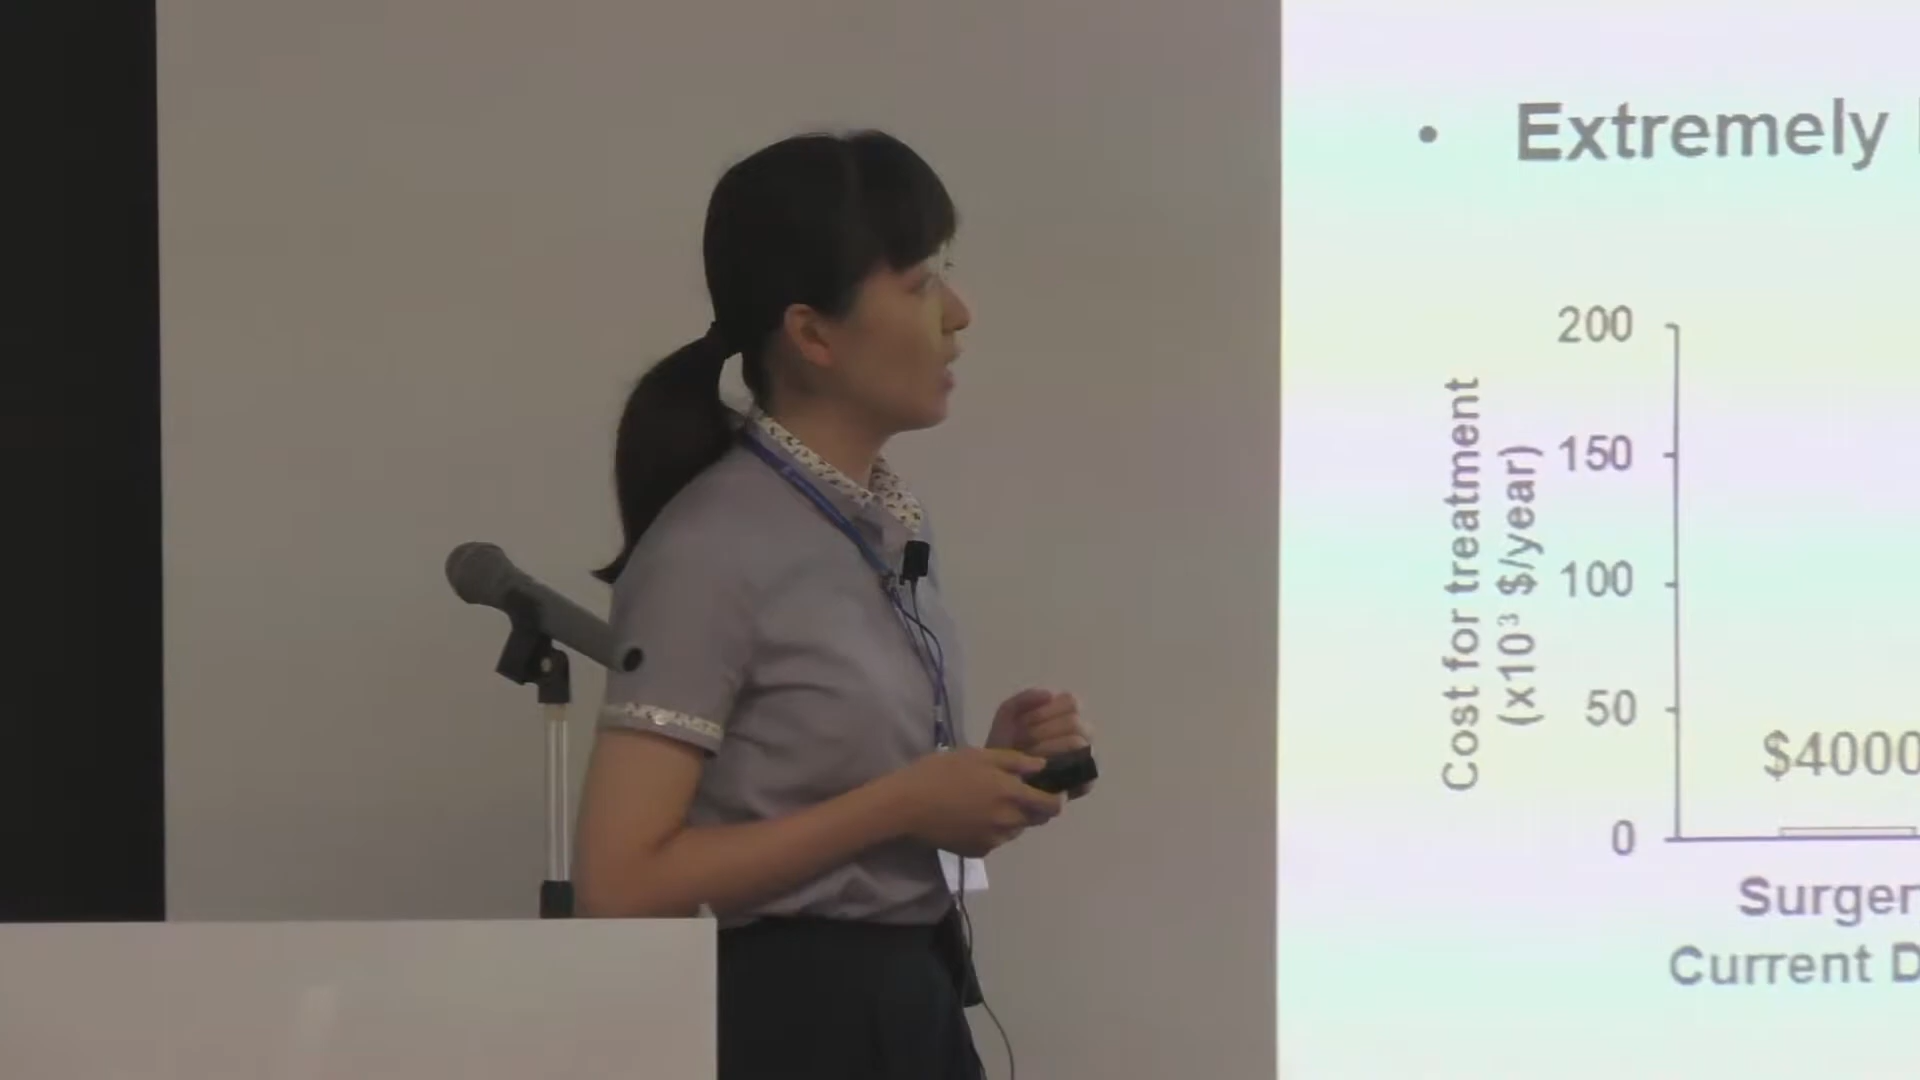 • Extremely
200
150
100
50
0
Cost for treatment
(x10³ $/year)
$4000
Surger
Current D